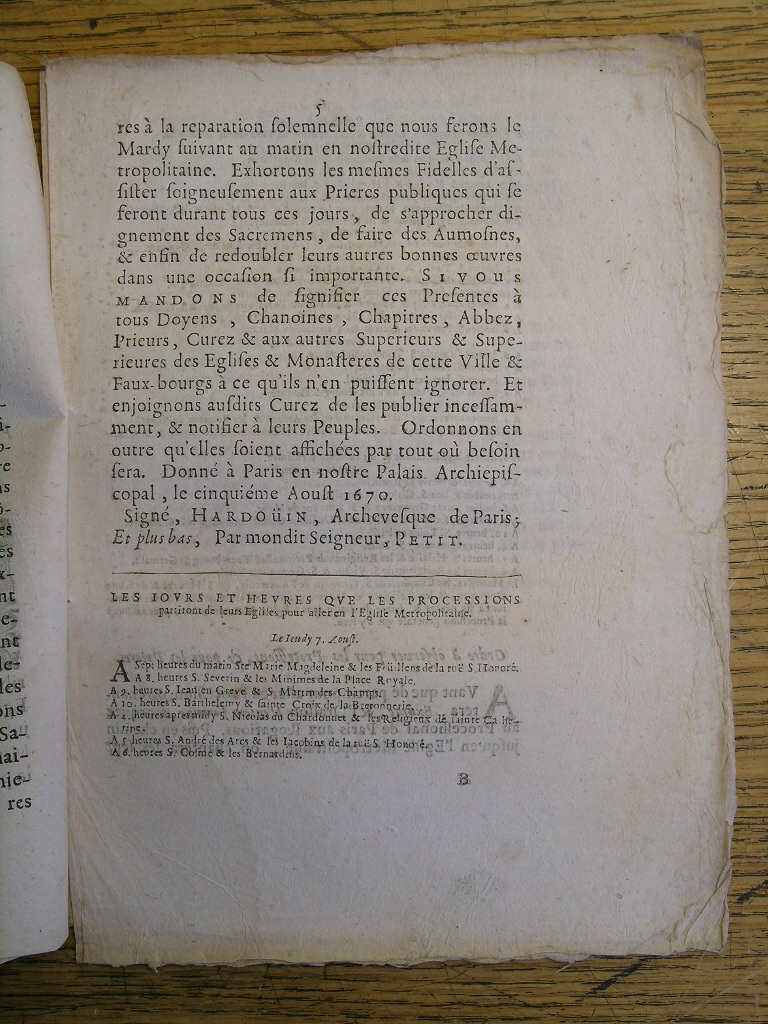 5
res à la reparation ſolemnelle que nous ferons le
Mardy ſuivant au matin en noſtredite Egliſe Me-
tropolitaine. Exhortons les meſmes Fidelles d'aſ-
ſiſter ſoigneuſement aux Prieres publiques qui ſe
feront durant tous ces jours, de s'approcher di-
gnement des Sacremens, de faire des Aumoſnes,
& enfin de redoubler leurs autres bonnes œuvres
dans une occaſion ſi importante. SI VOUS
MANDONS de ſignifier ces Preſentes à
tous Doyens, Chanoines, Chapitres, Abbez,
Prieurs, Curez & aux autres Superieurs & Supe-
rieures des Egliſes & Monaſteres de cette Ville &
Faux-bourgs à ce qu'ils n'en puiſſent ignorer. Et
enjoignons auſdits Curez de les publier inceſſam-
ment, & notifier à leurs Peuples. Ordonnons en
outre qu'elles ſoient affichées par tout où beſoin
ſera. Donné à Paris en noſtre Palais Archiepiſ-
copal, le cinquiéme Aouſt 1670.
Signé, HARDOÜIN, Archeveſque de Paris;
Et plus bas, Par mondit Seigneur, PETIT.
LES IOVRS ET HEVRES QVE LES PROCESSIONS
partiront de leurs Egliſes pour aller en l'Egliſe Metropolitaine.
Le Ieudy 7. Aouſt.
A Sept heures du matin Ste Marie Magdeleine & les Feüillens de la ruë S. Honoré.
A 8. heures S. Severin & les Minimes de la Place Royale.
A 9. heures S. Iean en Greve & S. Martin des Champs.
A 10. heures S. Barthelemy & ſainte Croix de la Bretonnerie.
A 4. heures apres midy S. Nicolas du Chardonnet & les Religieux de ſainte Cathe-
rine.
A 5. heures S. André des Arcs & les Iacobins de la ruë S. Honoré.
A 6. heures S. Coſme & les Bernardins.
B
res